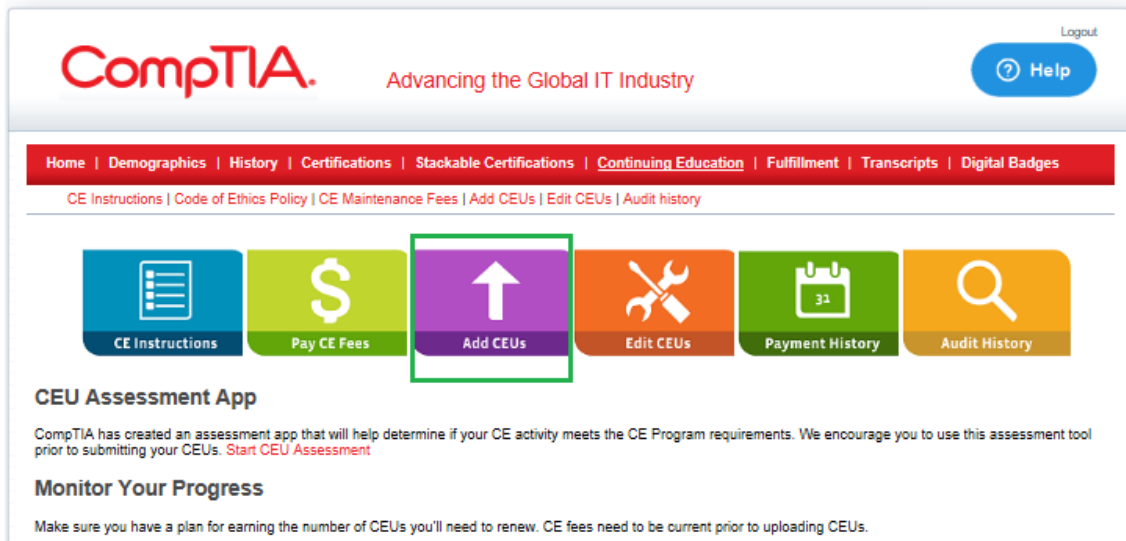 Logout
CompTIA.
Advancing the Global IT Industry
? Help
Home | Demographics | History | Certifications | Stackable Certifications | Continuing Education | Fulfillment | Transcripts | Digital Badges
CE Instructions | Code of Ethics Policy | CE Maintenance Fees | Add CEUs | Edit CEUs | Audit history
$
31
CE Instructions
Pay CE Fees
Add CEUs
Edit CEUs
Payment History
Audit History
CEU Assessment App
CompTIA has created an assessment app that will help determine if your CE activity meets the CE Program requirements. We encourage you to use this assessment tool
prior to submitting your CEUs. Start CEU Assessment
Monitor Your Progress
Make sure you have a plan for earning the number of CEUs you'll need to renew. CE fees need to be current prior to uploading CEUs.